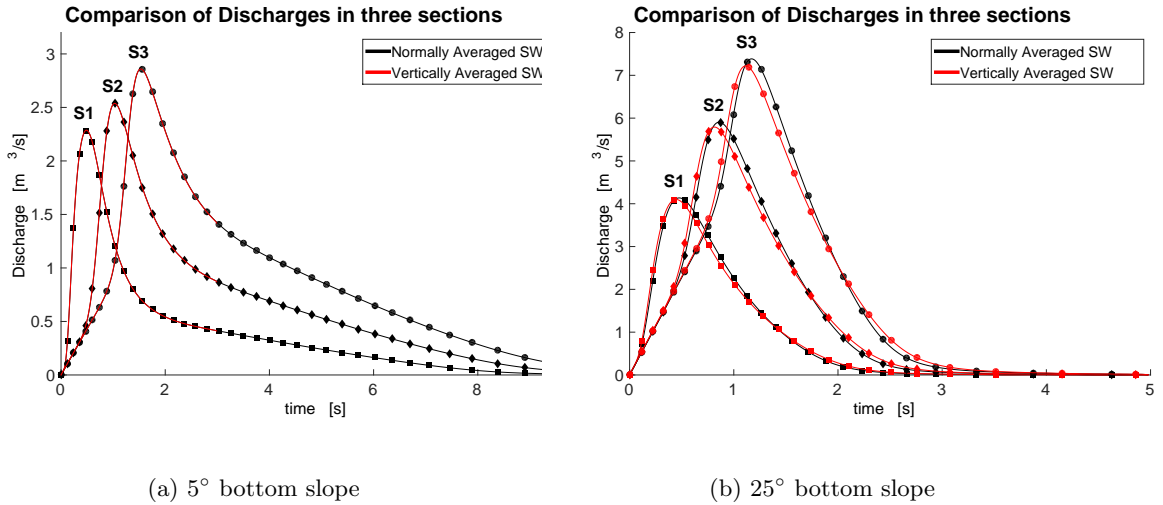 Comparison of Discharges in three sections
Normally Averaged SW
Vertically Averaged SW
S1
S2
S3
Discharge [m ³/s]
3
2.5
2
1.5
1
0.5
0
0 2 4 6 8
time [s]
(a) 5° bottom slope
Comparison of Discharges in three sections
Normally Averaged SW
Vertically Averaged SW
S1
S2
S3
Discharge [m ³/s]
8
7
6
5
4
3
2
1
0
0 1 2 3 4 5
time [s]
(b) 25° bottom slope